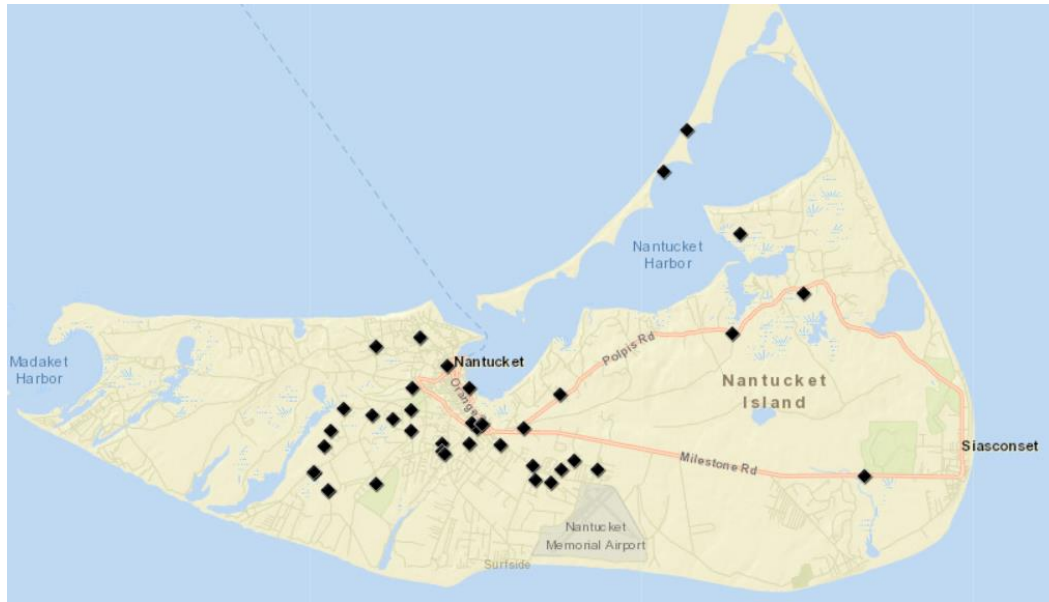 Nantucket
Harbor
Madaket
Harbor
Nantucket
Orange
Polpis Rd
Nantucket
Island
Siasconset
Milestone Rd
Nantucket
Memorial Airport
Surfside